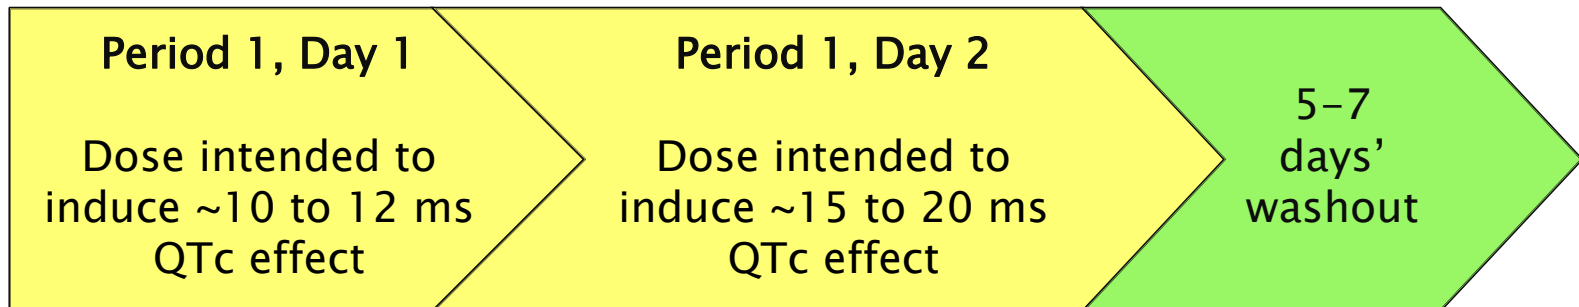 Period 1, Day 1
Dose intended to
induce ~10 to 12 ms
QTc effect
Period 1, Day 2
Dose intended to
induce ~15 to 20 ms
QTc effect
5–7
days’
washout